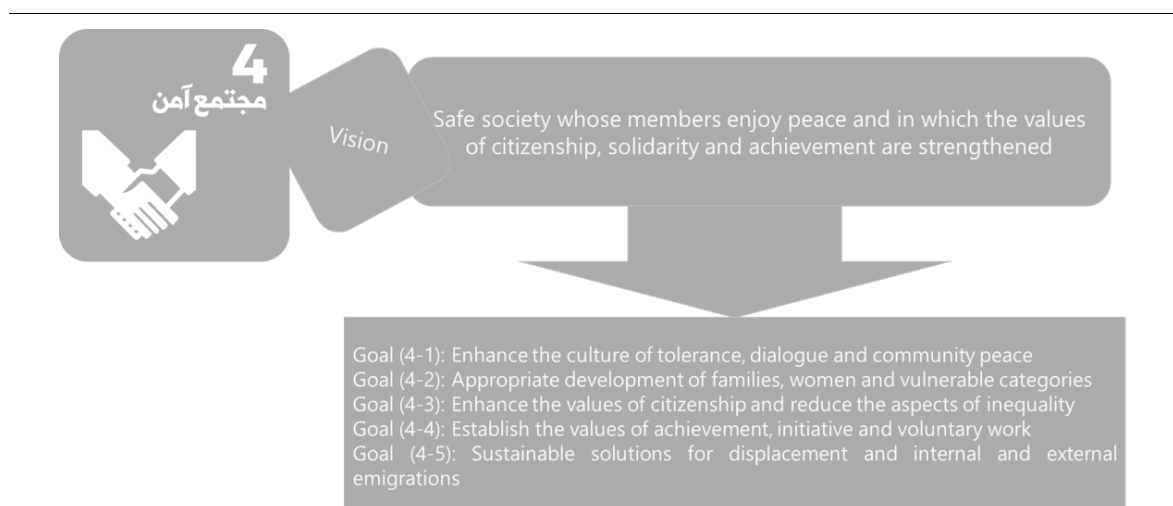 4
مجتمع آمن
Vision
Safe society whose members enjoy peace and in which the values
of citizenship, solidarity and achievement are strengthened
Goal (4-1): Enhance the culture of tolerance, dialogue and community peace
Goal (4-2): Appropriate development of families, women and vulnerable categories
Goal (4-3): Enhance the values of citizenship and reduce the aspects of inequality
Goal (4-4): Establish the values of achievement, initiative and voluntary work
Goal (4-5): Sustainable solutions for displacement and internal and external
emigrations